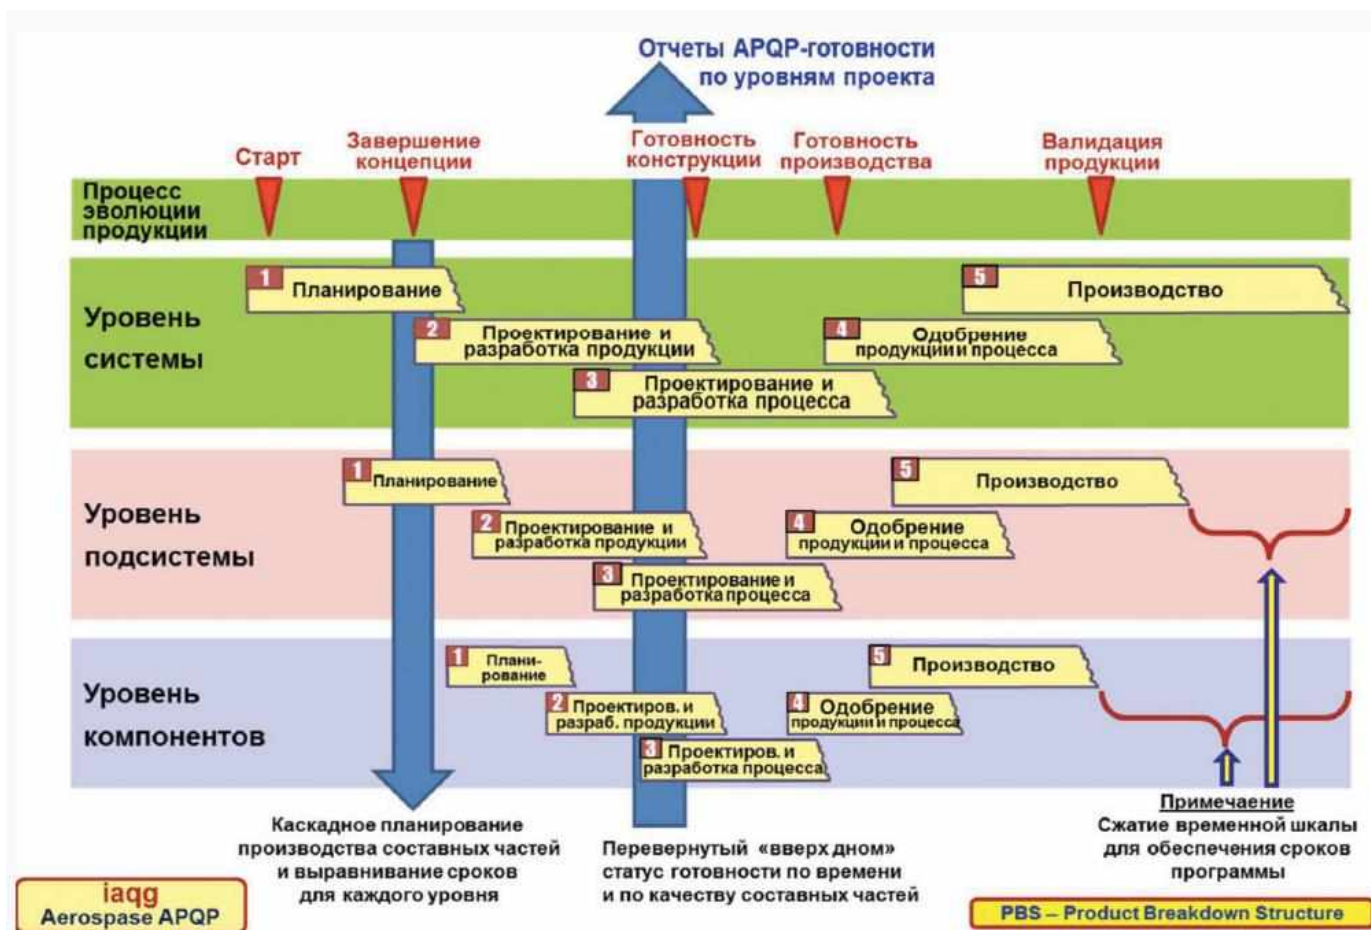 Отчеты APQP-готовности
по уровням проекта
Старт
Завершение
концепции
Готовность
конструкции
Готовность
производства
Валидация
продукции
Процесс
эволюции
продукции
Уровень
системы
1
Планирование
2
Проектирование и
разработка продукции
3
Проектирование и
разработка процесса
4
Одобрение
продукции и процесса
5
Производство
Уровень
подсистемы
1
Планирование
2
Проектирование и
разработка продукции
3
Проектирование и
разработка процесса
4
Одобрение
продукции и процесса
5
Производство
Уровень
компонентов
1
Плани-
рование
2
Проектиров. и
разраб. продукции
3
Проектиров. и
разработка процесса
4
Одобрение
продукции и процесса
5
Производство
Каскадное планирование
производства составных частей
и выравнивание сроков
для каждого уровня
Перевернутый «вверх дном»
статус готовности по времени
и по качеству составных частей
Примечаение
Сжатие временной шкалы
для обеспечения сроков
программы
iaqg
Aerospase APQP
PBS – Product Breakdown Structure